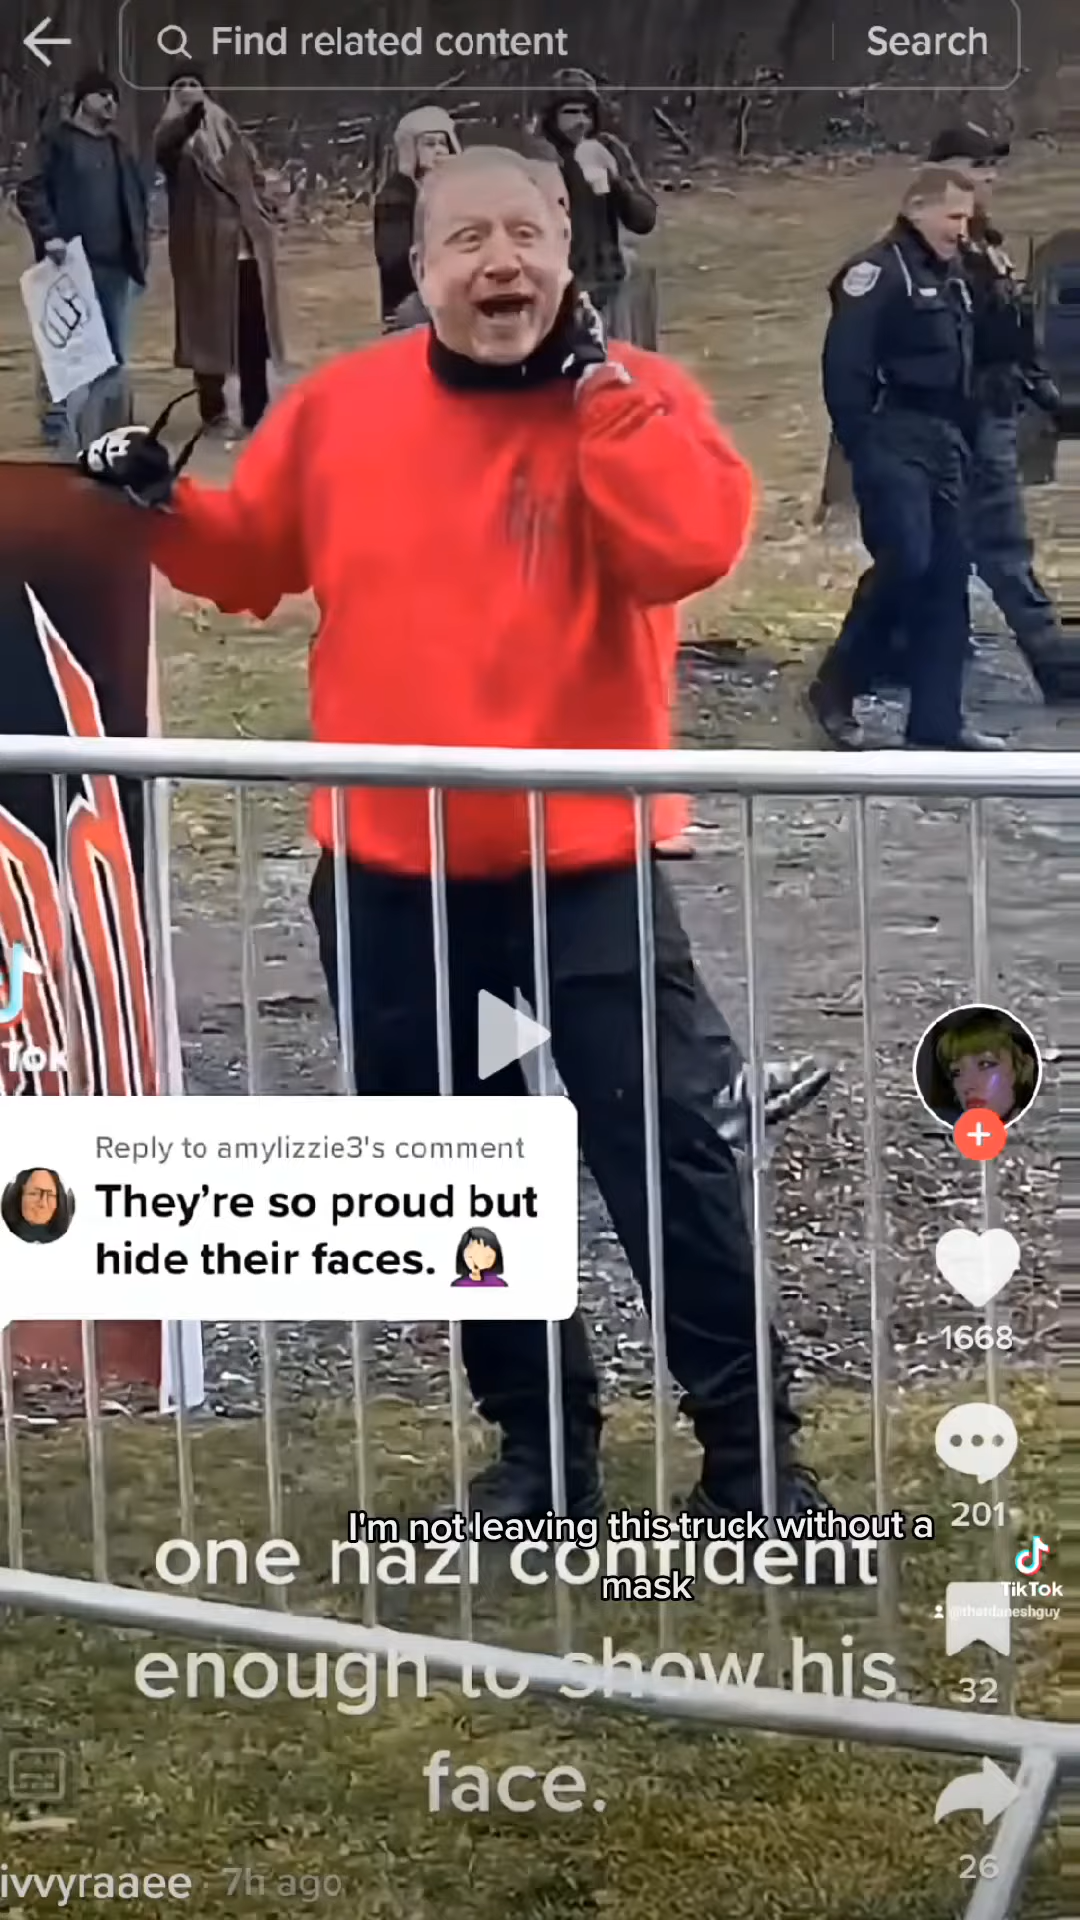 Find related content
Search
Tok
Reply to amylizzie3's comment
They're so proud but
hide their faces.
1668
201
I'm not leaving this truck without a
mask
one nazi confident
enough to show his
face.
TikTok
@thatdaneshguy
32
26
ivvyraaee · 7h ago